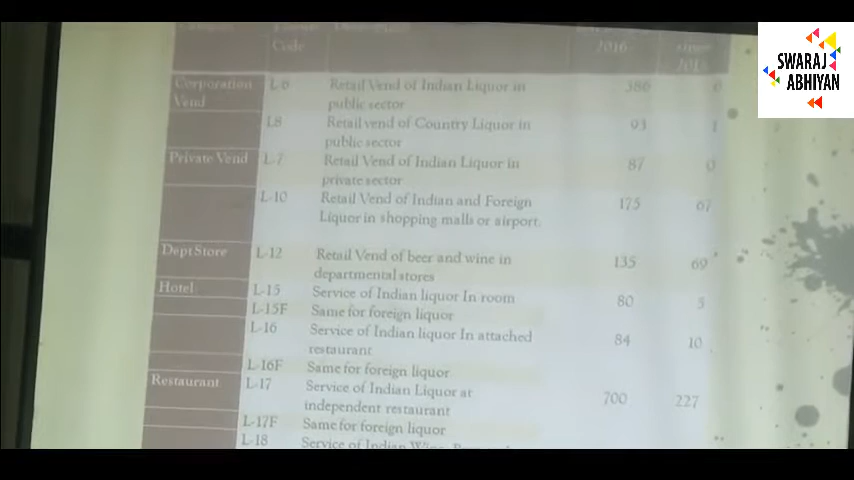 SWARAJ
ABHIYAN
Code
2016
since
Corporation Vend L-6 Retail Vend of Indian Liquor in public sector 386 6
L8 Retail vend of Country Liquor in public sector 93 1
Private Vend L-7 Retail Vend of Indian Liquor in private sector 87 0
L-10 Retail Vend of Indian and Foreign Liquor in shopping malls or airport. 175 67
Dept Store L-12 Retail Vend of beer and wine in departmental stores 135 69
Hotel L-15 Service of Indian liquor In room 80 5
L-15F Same for foreign liquor
L-16 Service of Indian liquor In attached restaurant 84 10
L-16F Same for foreign liquor
Restaurant L-17 Service of Indian Liquor at independent restaurant 700 227
L-17F Same for foreign liquor
L-18 Service of Indian